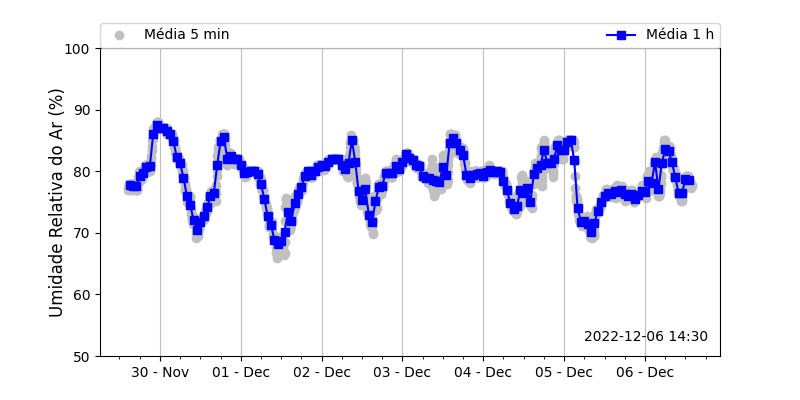 Média 5 min
Média 1 h
100
90
80
70
60
50
Umidade Relativa do Ar (%)
2022-12-06 14:30
30 - Nov
01 - Dec
02 - Dec
03 - Dec
04 - Dec
05 - Dec
06 - Dec